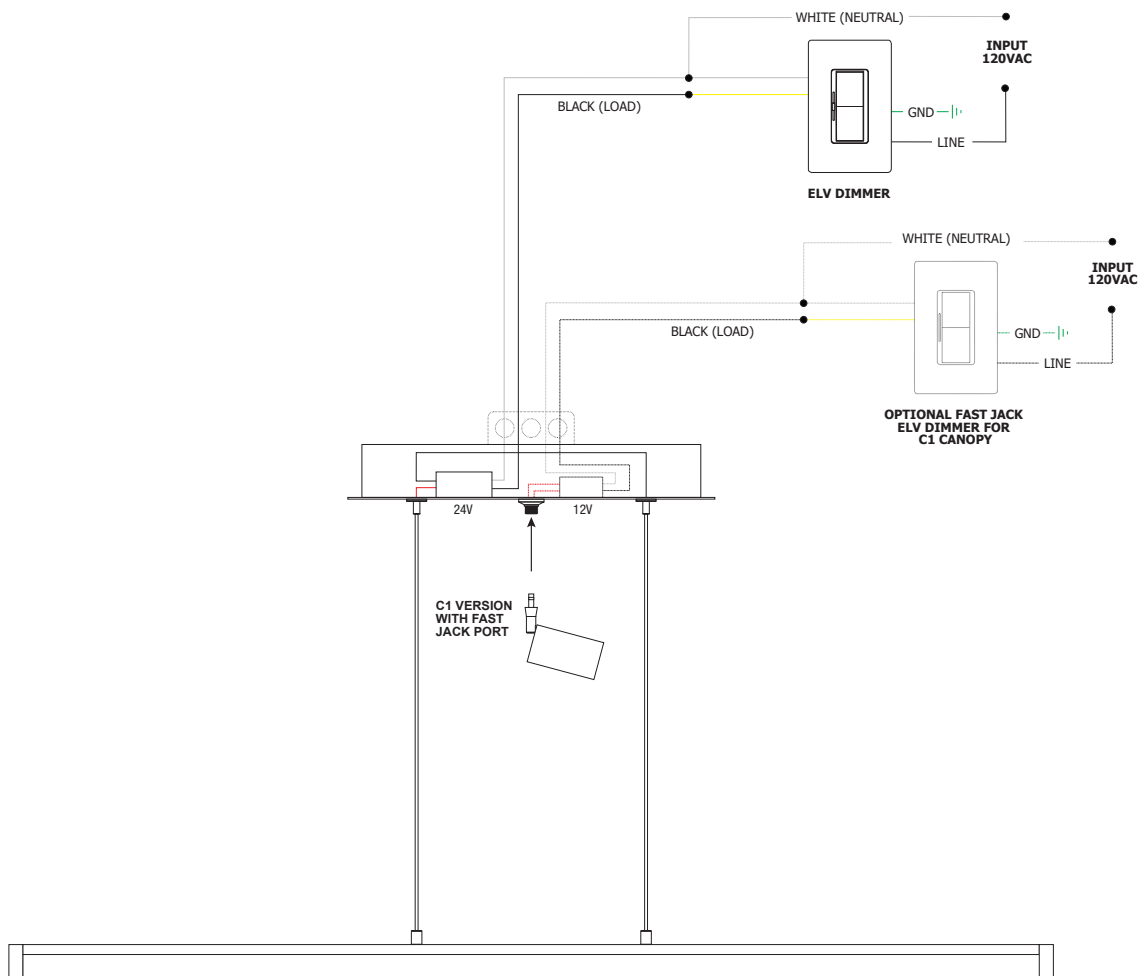 WHITE (NEUTRAL)
INPUT
120VAC
BLACK (LOAD)
GND
LINE
ELV DIMMER
WHITE (NEUTRAL)
INPUT
120VAC
BLACK (LOAD)
GND
LINE
OPTIONAL FAST JACK
ELV DIMMER FOR
C1 CANOPY
24V
12V
C1 VERSION
WITH FAST
JACK PORT